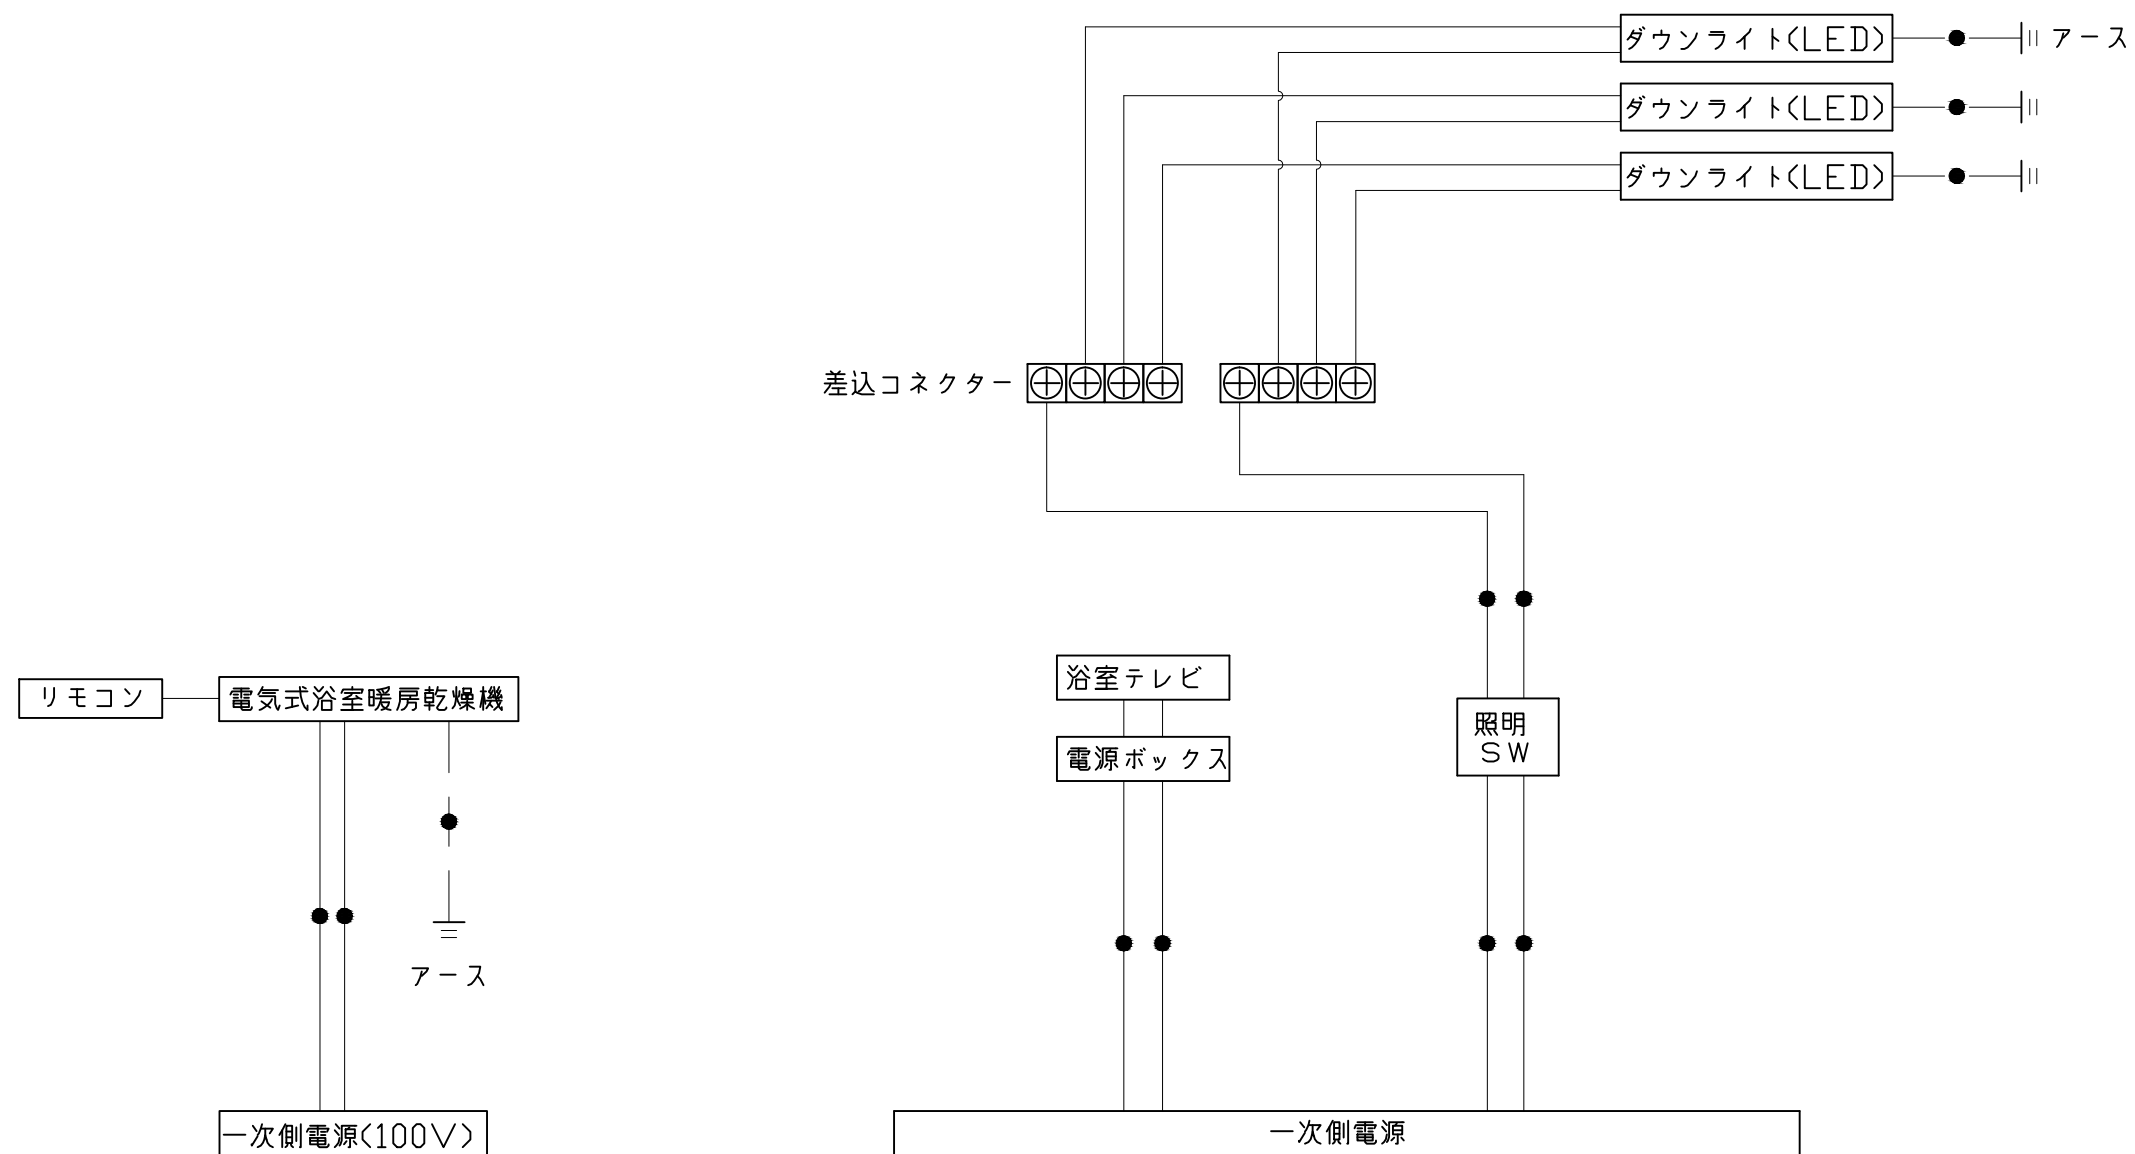 ダウンライト(LED)
アース
ダウンライト(LED)
ダウンライト(LED)
差込コネクター
浴室テレビ
リモコン
電気式浴室暖房乾燥機
照明
SW
電源ボックス
アース
一次側電源(100V)
一次側電源